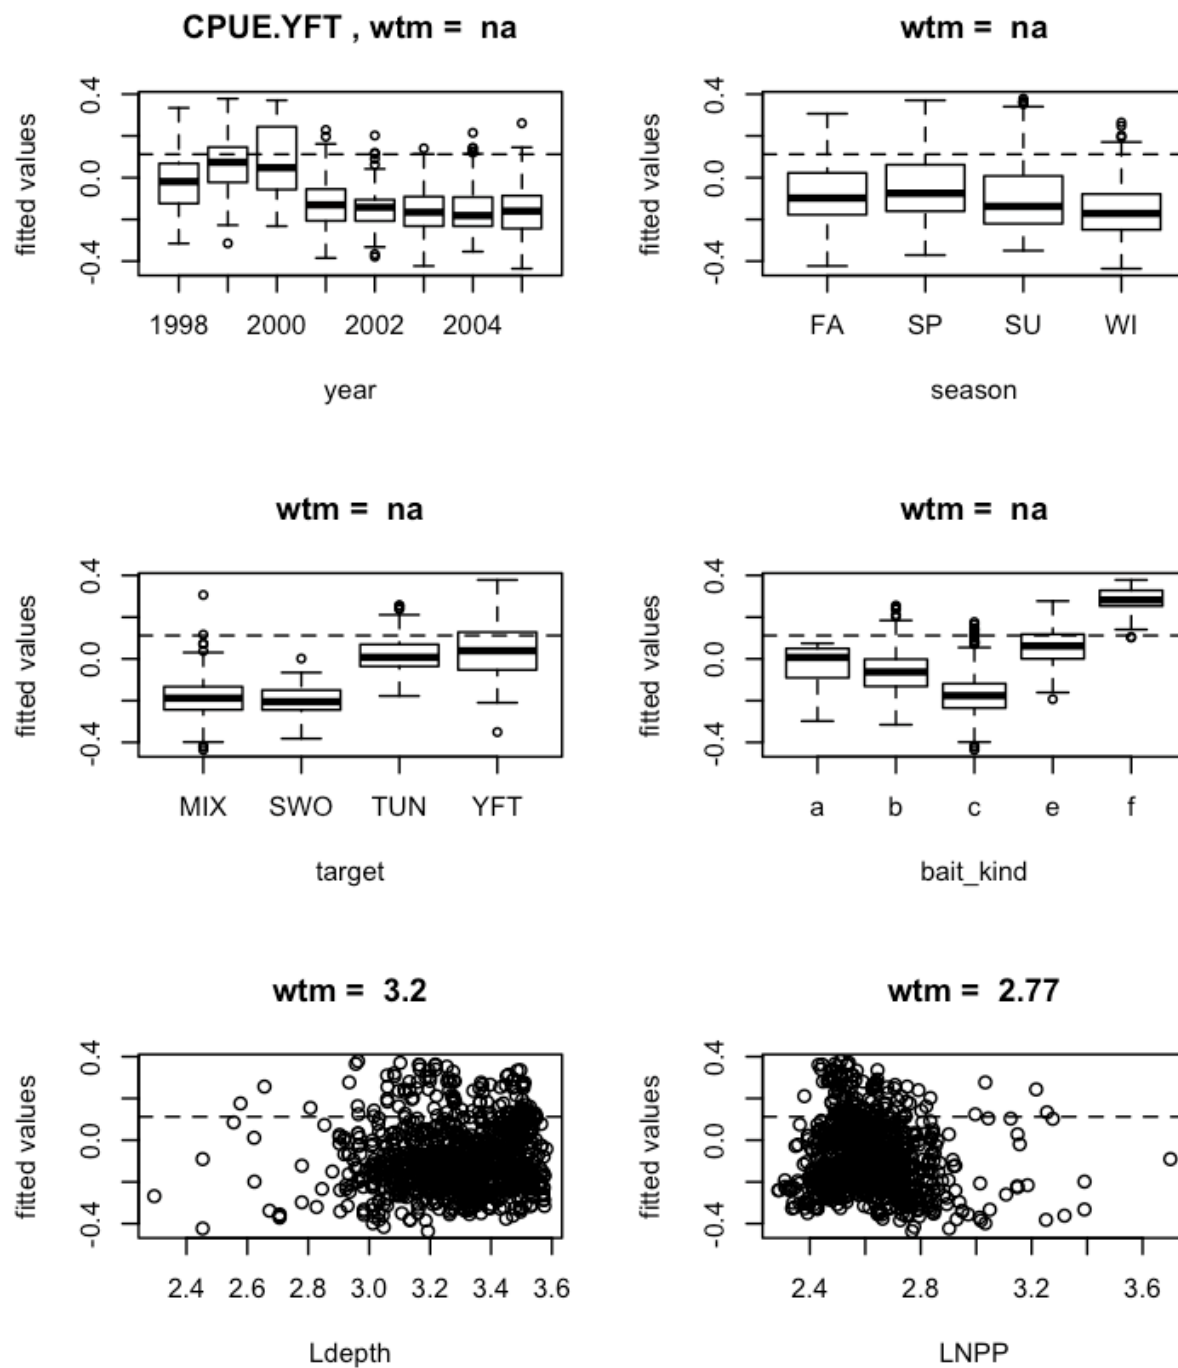 CPUE.YFT , wtm =  na
wtm =  na
fitted values
0.4
0.0
-0.4
1998
2000
2002
2004
year
fitted values
0.4
0.0
-0.4
FA
SP
SU
WI
season
wtm =  na
wtm =  na
fitted values
0.4
0.0
-0.4
MIX
SWO
TUN
YFT
target
fitted values
0.4
0.0
-0.4
a
b
c
e
f
bait_kind
wtm =  3.2
wtm =  2.77
fitted values
0.4
0.0
-0.4
2.4
2.6
2.8
3.0
3.2
3.4
3.6
Ldepth
fitted values
0.4
0.0
-0.4
2.4
2.8
3.2
3.6
LNPP